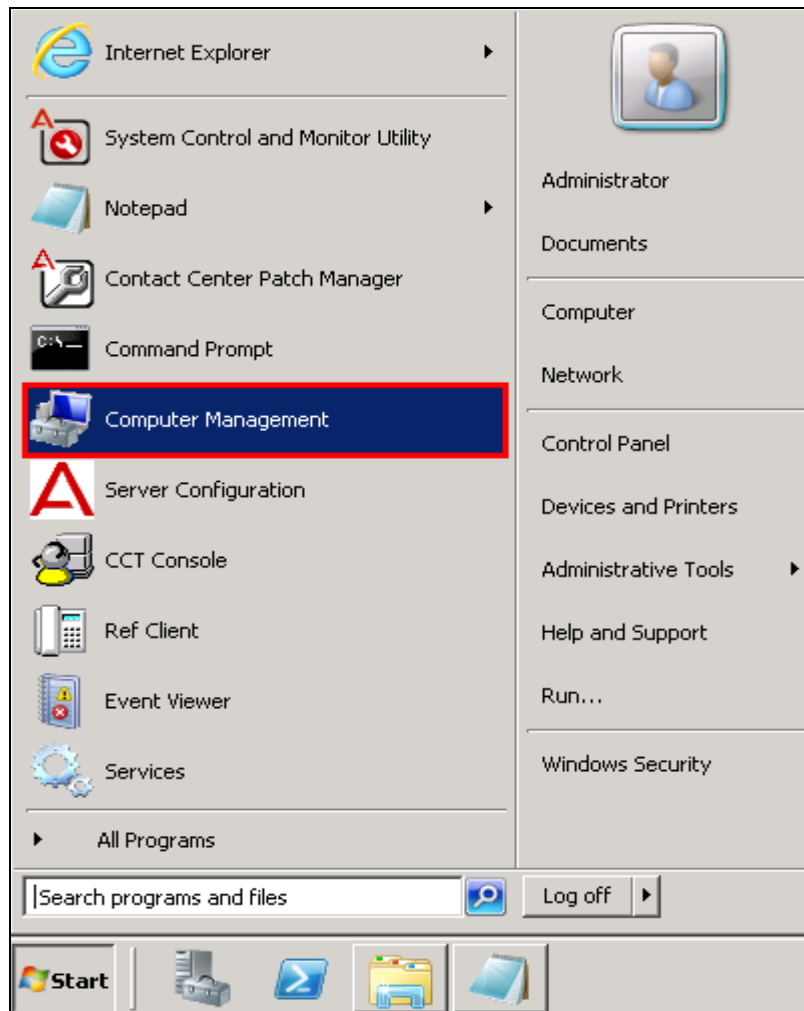 Internet Explorer
System Control and Monitor Utility
Notepad
Contact Center Patch Manager
C:\
Command Prompt
Computer Management
Server Configuration
CCT Console
Ref Client
Event Viewer
Services
All Programs
Search programs and files
Administrator
Documents
Computer
Network
Control Panel
Devices and Printers
Administrative Tools
Help and Support
Run...
Windows Security
Log off
Start